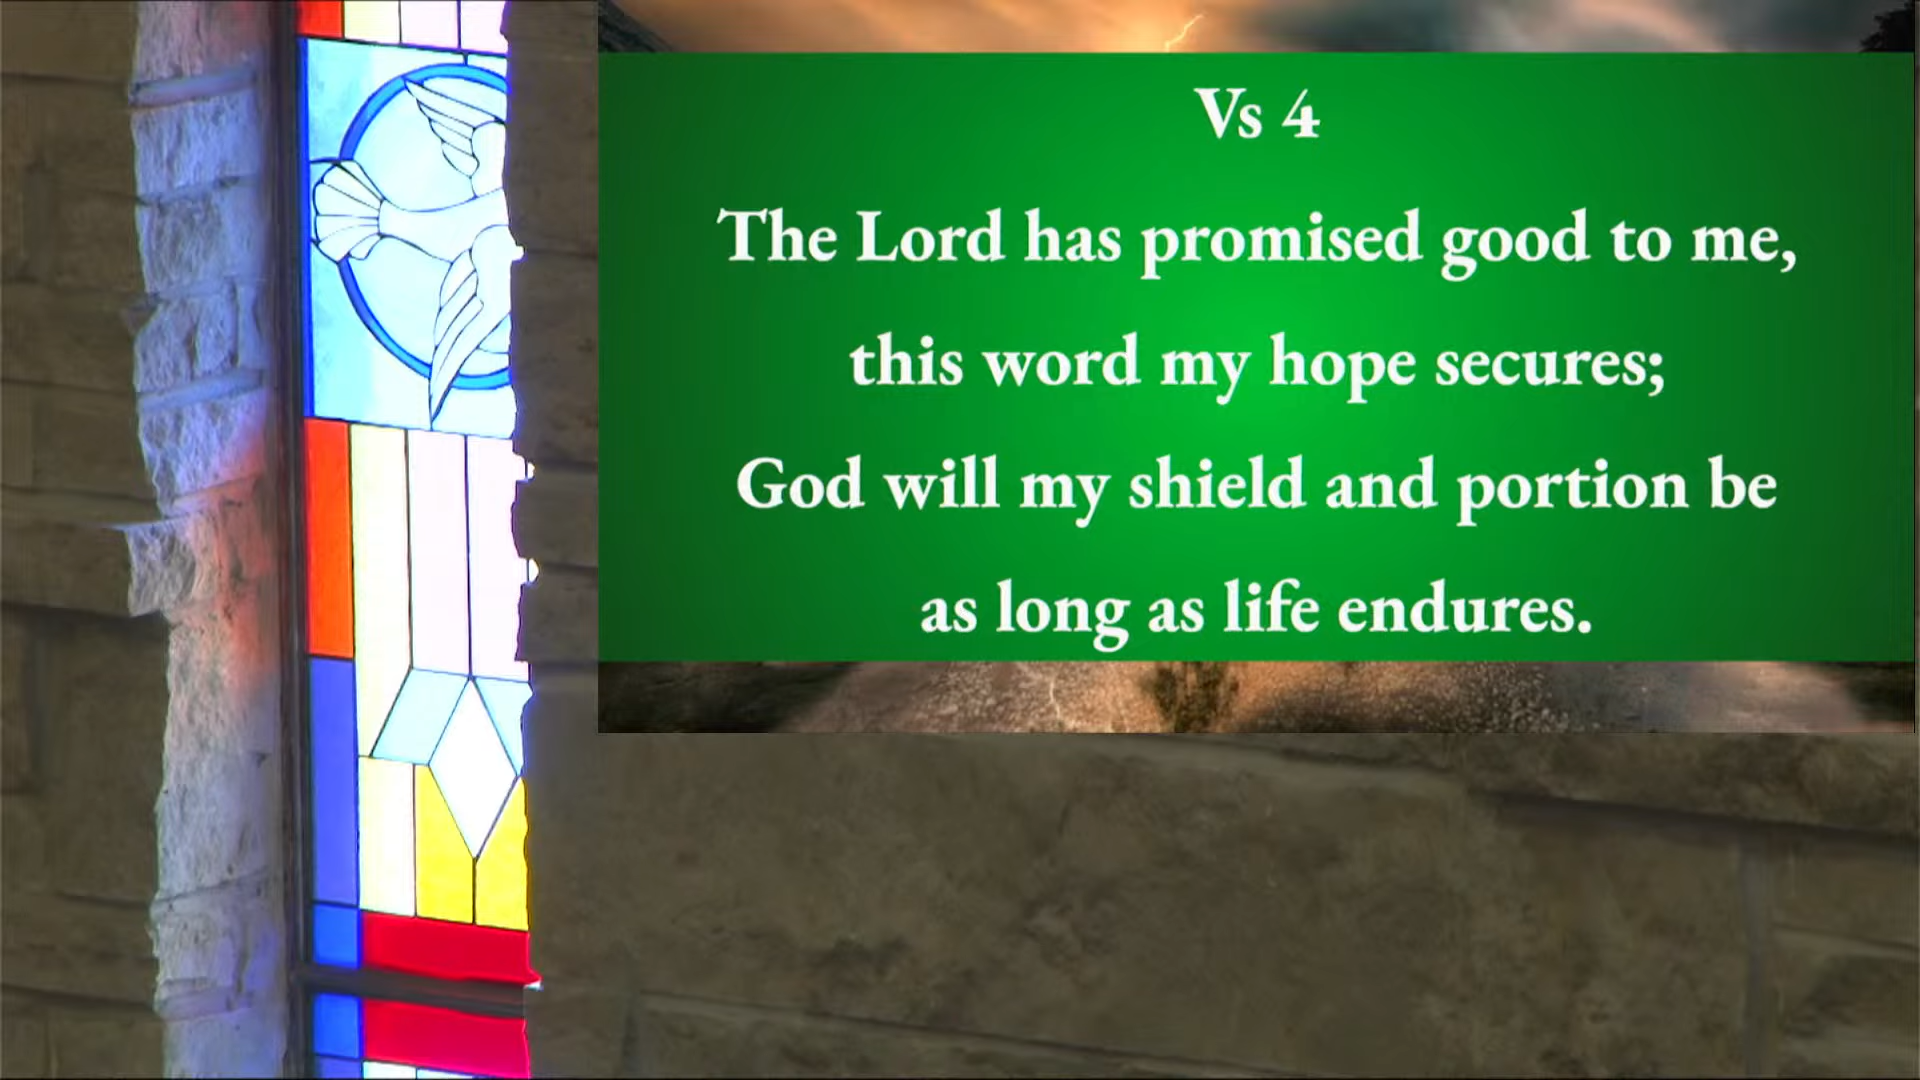 Vs 4
The Lord has promised good to me,
this word my hope secures;
God will my shield and portion be
as long as life endures.